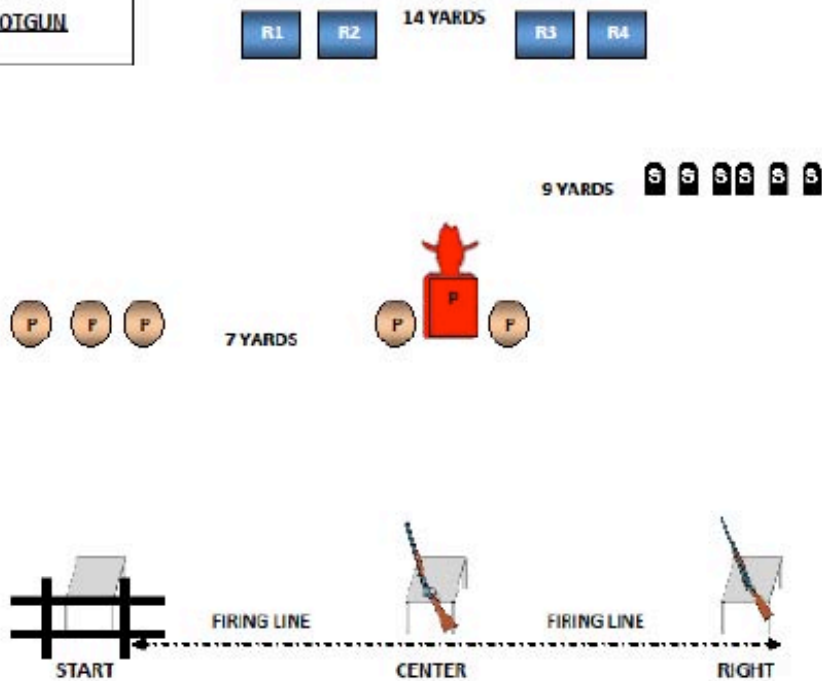 OTGUN
14 YARDS
R1 R2 R3 R4
9 YARDS
S S S S S S
P
P P P P P
7 YARDS
FIRING LINE FIRING LINE
START CENTER RIGHT